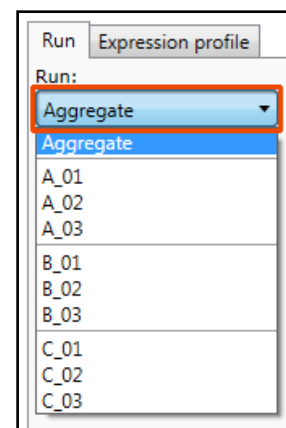 Run Expression profile
Run:
Aggregate
Aggregate
A_01
A_02
A_03
B_01
B_02
B_03
C_01
C_02
C_03